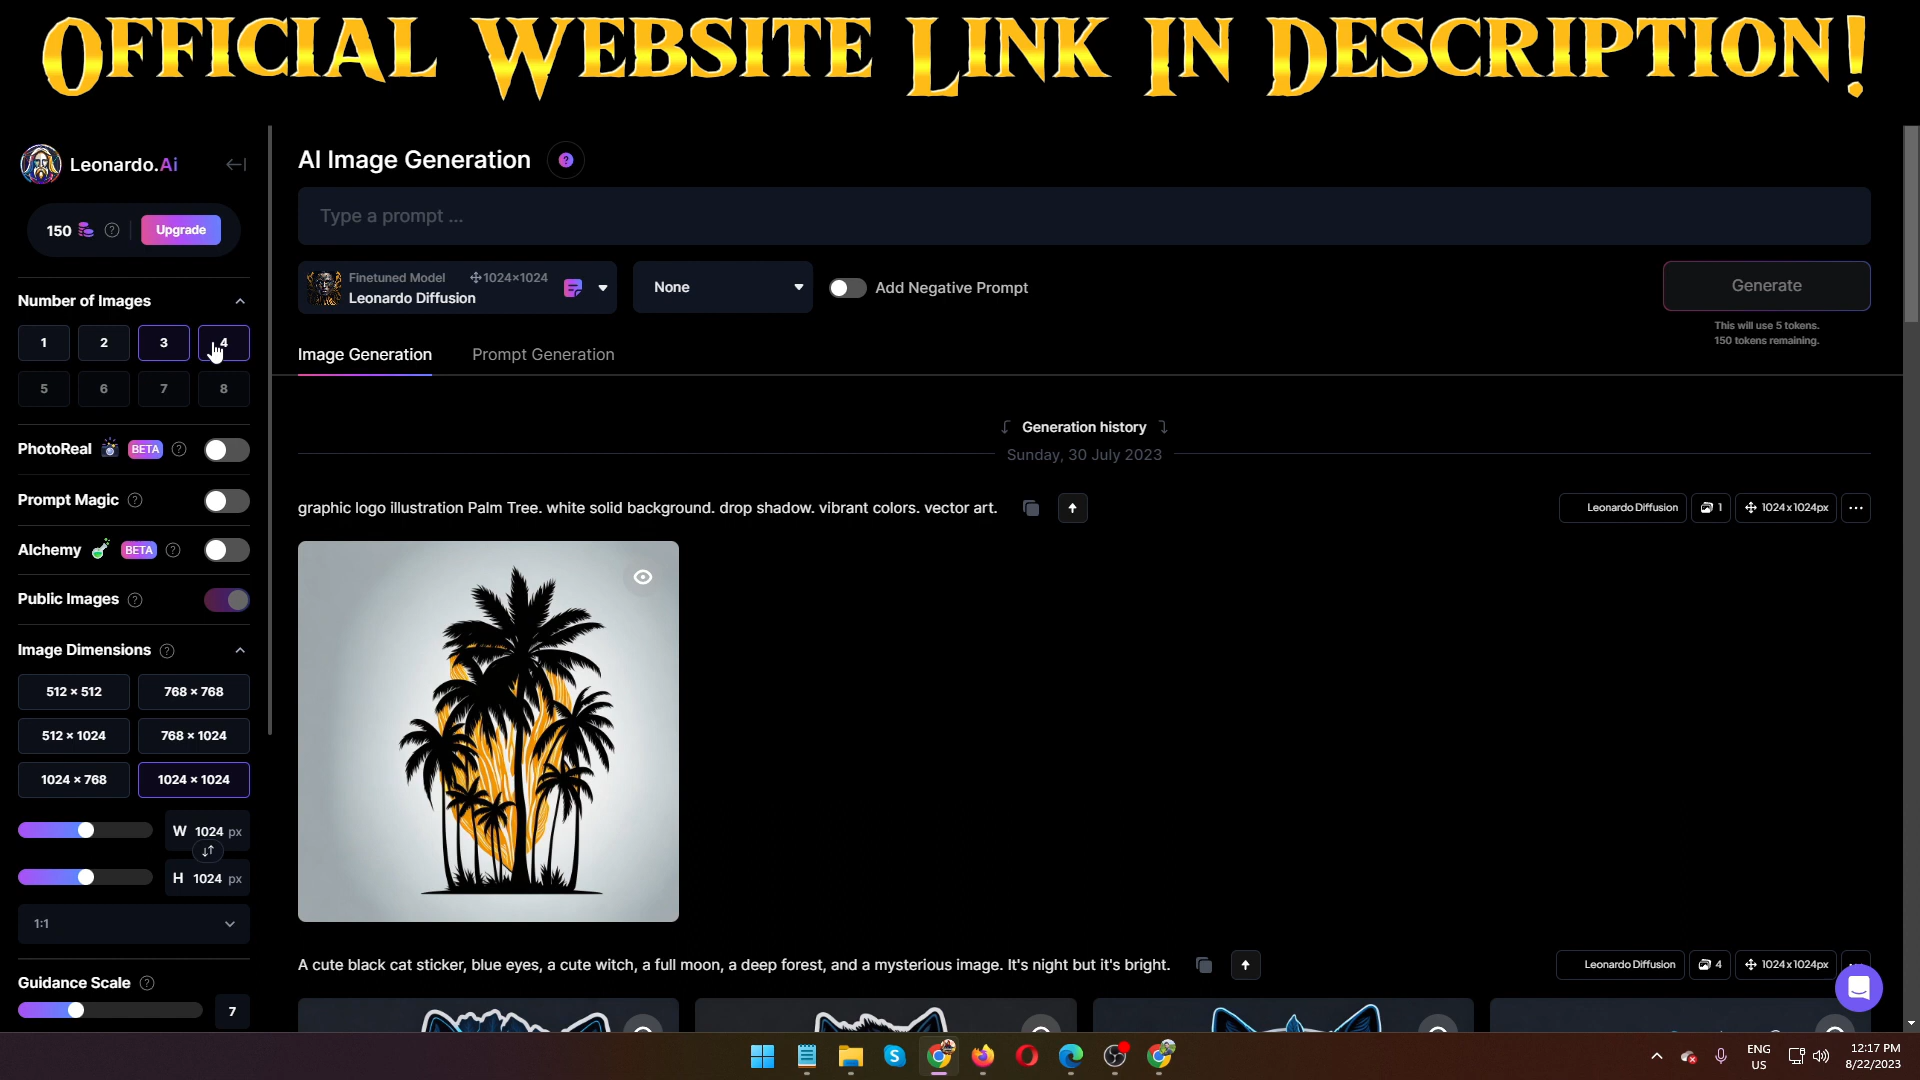 OFFICIAL WEBSITE LINK IN DESCRIPTION!
Leonardo.Ai
150
Upgrade
Number of Images
1 2 3 4
5 6 7 8
PhotoReal BETA
Prompt Magic
Alchemy BETA
Public Images
Image Dimensions
512 × 512 768 × 768
512 × 1024 768 × 1024
1024 × 768 1024 × 1024
W 1024 px
H 1024 px
1:1
Guidance Scale
7
AI Image Generation
Type a prompt ...
Finetuned Model 1024×1024
Leonardo Diffusion
None
Add Negative Prompt
Generate
This will use 5 tokens.
150 tokens remaining.
Image Generation Prompt Generation
Generation history
Sunday, 30 July 2023
graphic logo illustration Palm Tree. white solid background. drop shadow. vibrant colors. vector art.
Leonardo Diffusion 1 1024x1024px
A cute black cat sticker, blue eyes, a cute witch, a full moon, a deep forest, and a mysterious image. It's night but it's bright.
Leonardo Diffusion 4 1024x1024px
ENG
US
12:17 PM
8/22/2023